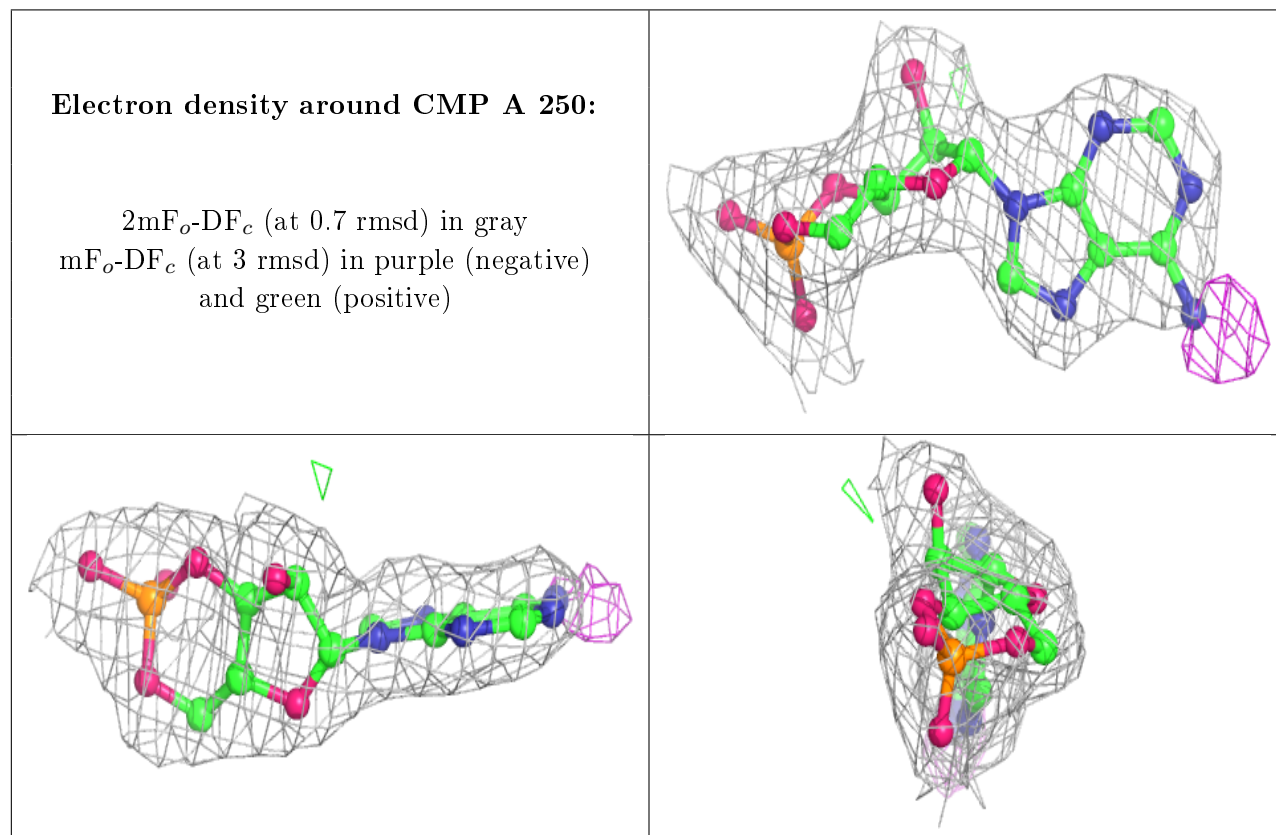 Electron density around CMP A 250:
2mFₒ-DF𝑐 (at 0.7 rmsd) in gray
mFₒ-DF𝑐 (at 3 rmsd) in purple (negative)
and green (positive)